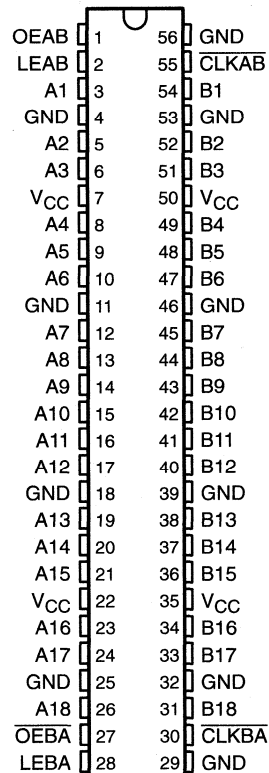 OEAB 1 56 GND
LEAB 2 55 CLKAB
A1 3 54 B1
GND 4 53 GND
A2 5 52 B2
A3 6 51 B3
VCC 7 50 VCC
A4 8 49 B4
A5 9 48 B5
A6 10 47 B6
GND 11 46 GND
A7 12 45 B7
A8 13 44 B8
A9 14 43 B9
A10 15 42 B10
A11 16 41 B11
A12 17 40 B12
GND 18 39 GND
A13 19 38 B13
A14 20 37 B14
A15 21 36 B15
VCC 22 35 VCC
A16 23 34 B16
A17 24 33 B17
GND 25 32 GND
A18 26 31 B18
OEBA 27 30 CLKBA
LEBA 28 29 GND